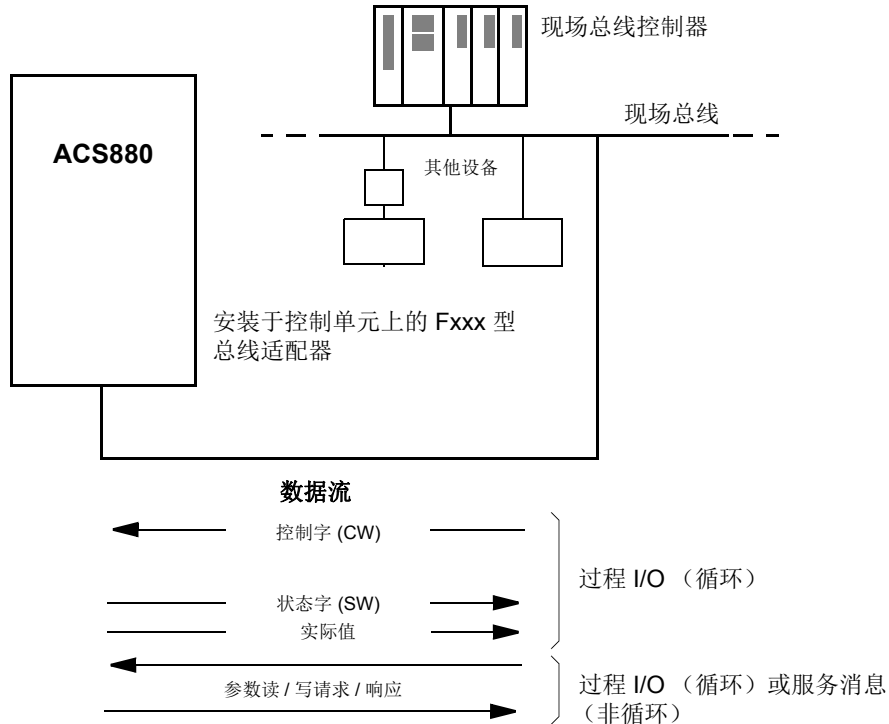 现场总线控制器
现场总线
ACS880
其他设备
安装于控制单元上的 Fxxx 型
总线适配器
数据流
控制字 (CW)
过程 I/O （循环）
状态字 (SW)
实际值
参数读 / 写请求 / 响应
过程 I/O （循环）或服务消息
（非循环）